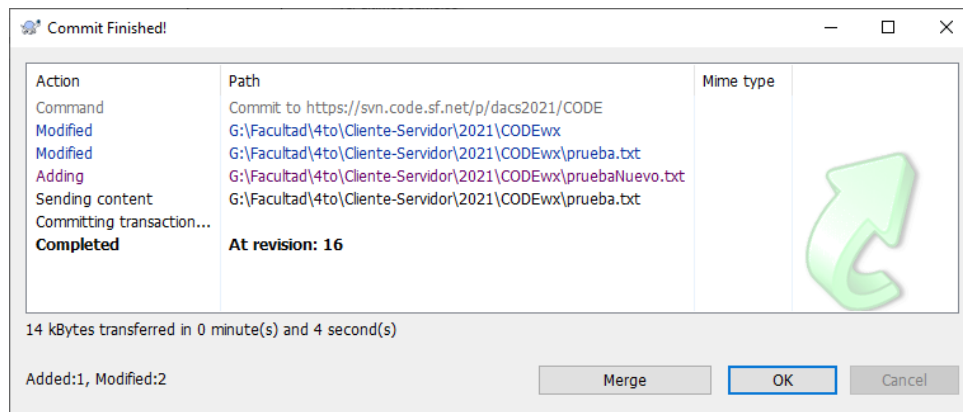 Commit Finished!
Action Path Mime type
Command Commit to https://svn.code.sf.net/p/dacs2021/CODE
Modified G:\Facultad\4to\Cliente-Servidor\2021\CODEwx
Modified G:\Facultad\4to\Cliente-Servidor\2021\CODEwx\prueba.txt
Adding G:\Facultad\4to\Cliente-Servidor\2021\CODEwx\pruebaNuevo.txt
Sending content G:\Facultad\4to\Cliente-Servidor\2021\CODEwx\prueba.txt
Committing transaction...
Completed At revision: 16
14 kBytes transferred in 0 minute(s) and 4 second(s)
Added:1, Modified:2 Merge OK Cancel